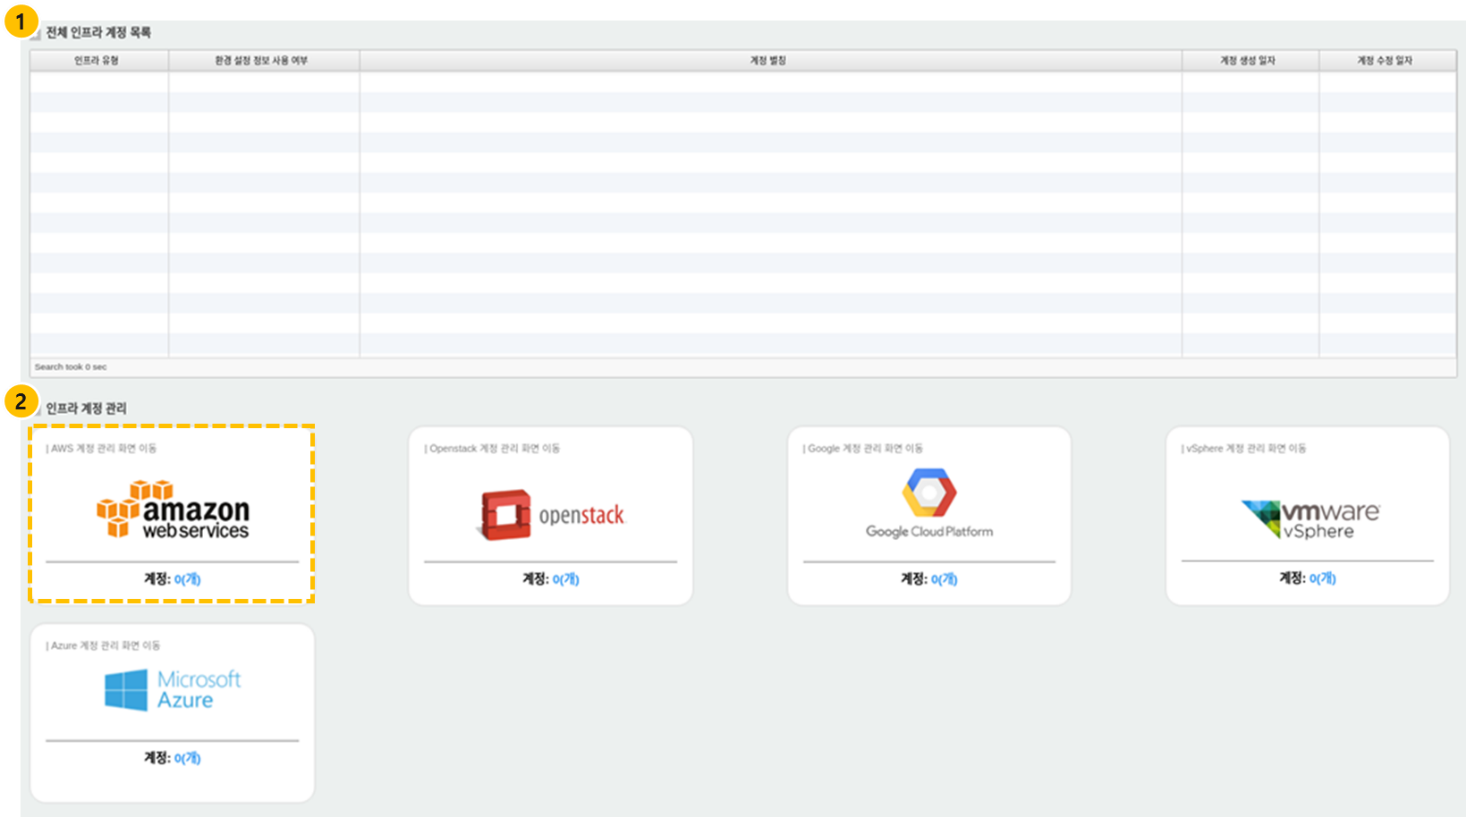 1
전체 인프라 계정 목록
인프라 유형 환경 설정 정보 사용 여부 계정 별칭 계정 생성 일자 계정 수정 일자
Search took 0 sec
2
인프라 계정 관리
| AWS 계정 관리 화면 이동
amazon
web services
계정: 0(개)
| Openstack 계정 관리 화면 이동
openstack
계정: 0(개)
| Google 계정 관리 화면 이동
Google Cloud Platform
계정: 0(개)
| vSphere 계정 관리 화면 이동
vmware
vSphere
계정: 0(개)
| Azure 계정 관리 화면 이동
Microsoft
Azure
계정: 0(개)